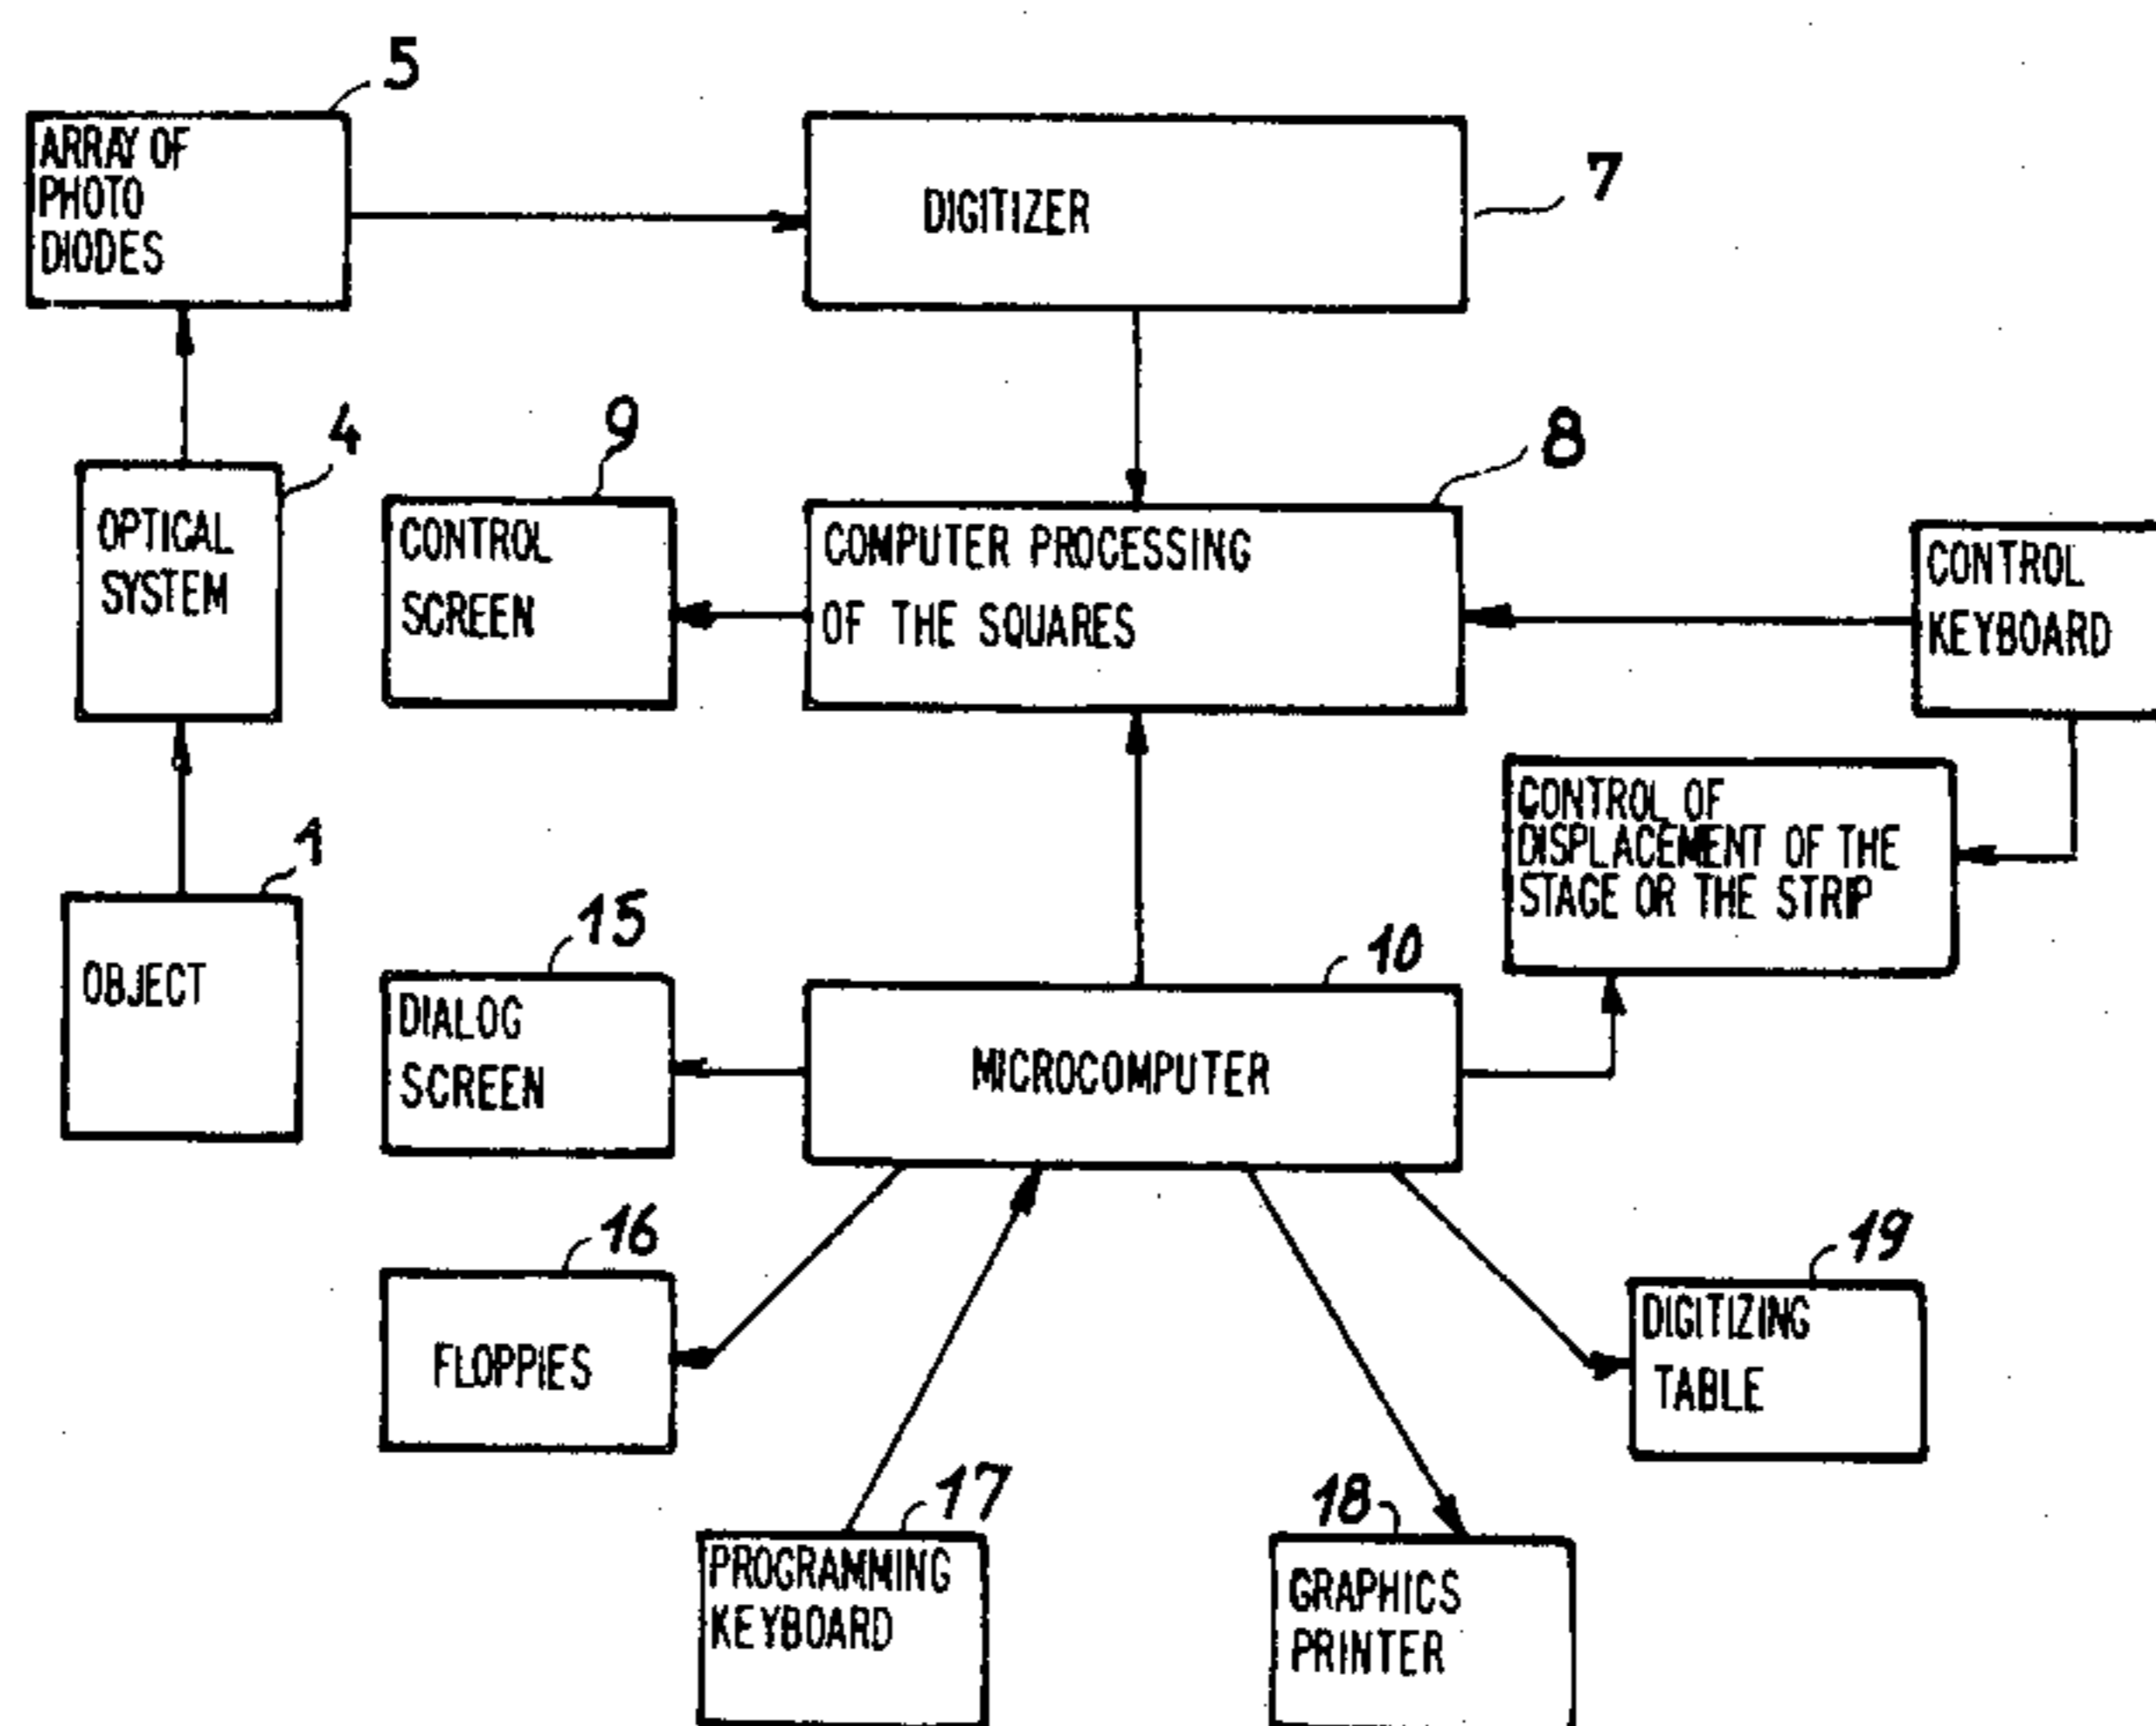 5
ARRAY OF
PHOTO
DIODES
DIGITIZER
7
4
OPTICAL
SYSTEM
9
CONTROL
SCREEN
8
COMPUTER PROCESSING
OF THE SQUARES
CONTROL
KEYBOARD
CONTROL OF
DISPLACEMENT OF THE
STAGE OR THE STRIP
1
OBJECT
15
DIALOG
SCREEN
10
MICROCOMPUTER
16
FLOPPIES
19
DIGITIZING
TABLE
17
PROGRAMMING
KEYBOARD
18
GRAPHICS
PRINTER